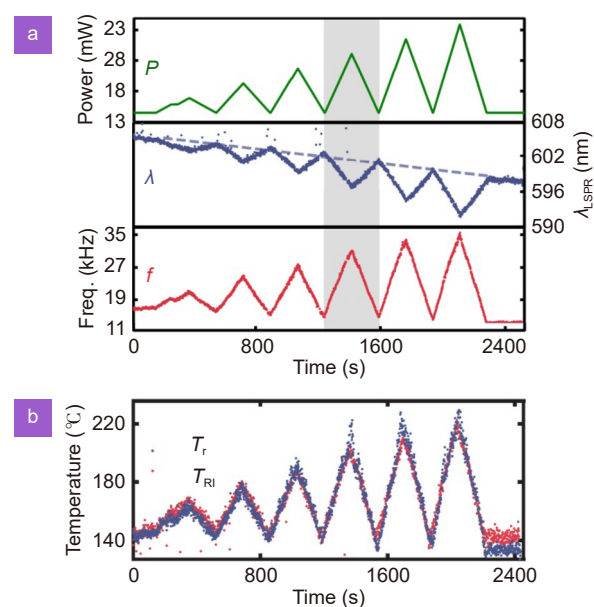 a
Power (mW)
23
28
18
13
P
608
602
596
590
λLSPR (nm)
λ
Freq. (kHz)
35
27
19
11
f
0
800
1600
2400
Time (s)
b
Temperature (℃)
220
180
140
Tr
TRI
0
800
1600
2400
Time (s)